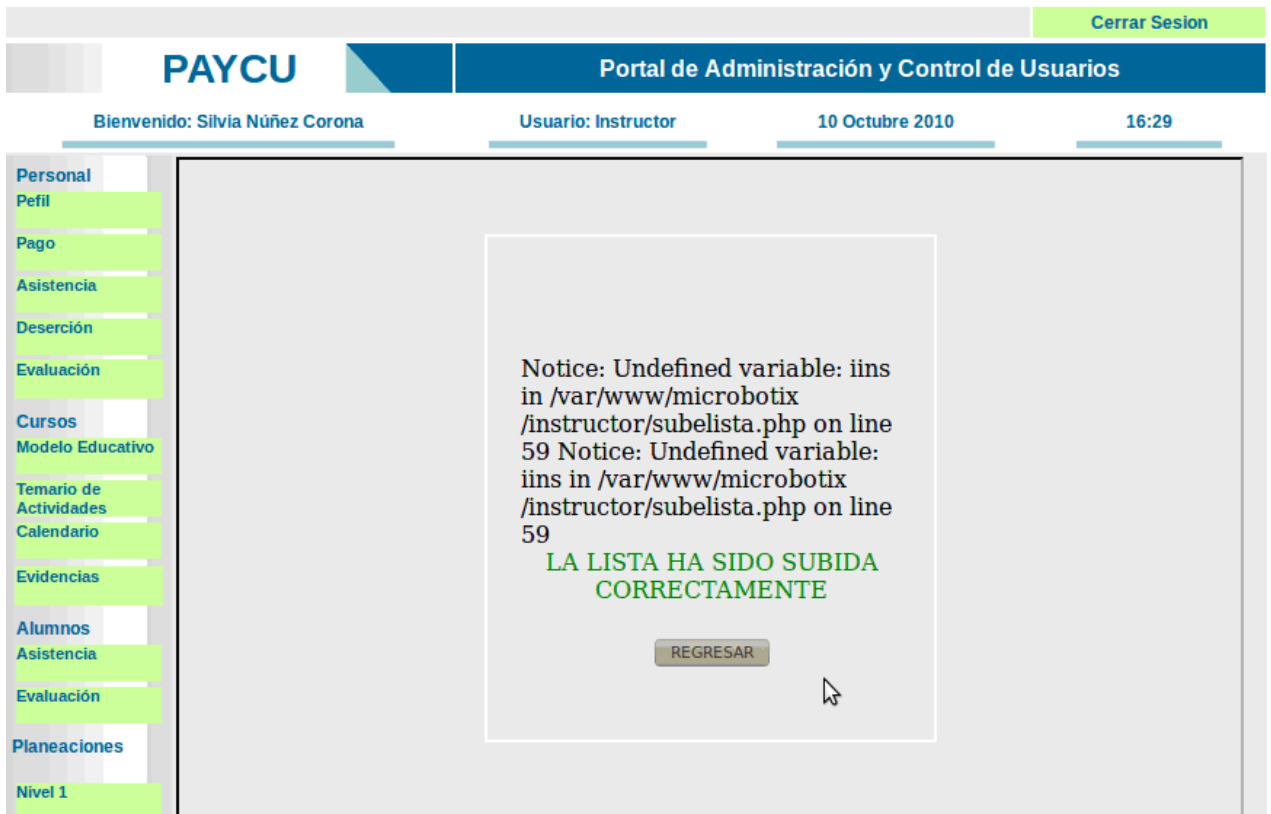 Cerrar Sesion
PAYCU
Portal de Administración y Control de Usuarios
Bienvenido: Silvia Núñez Corona
Usuario: Instructor
10 Octubre 2010
16:29
Personal
Pefil
Pago
Asistencia
Deserción
Evaluación
Cursos
Modelo Educativo
Temario de
Actividades
Calendario
Evidencias
Alumnos
Asistencia
Evaluación
Planeaciones
Nivel 1
Notice: Undefined variable: iins
in /var/www/microbotix
/instructor/subelista.php on line
59 Notice: Undefined variable:
iins in /var/www/microbotix
/instructor/subelista.php on line
59
LA LISTA HA SIDO SUBIDA
CORRECTAMENTE
REGRESAR